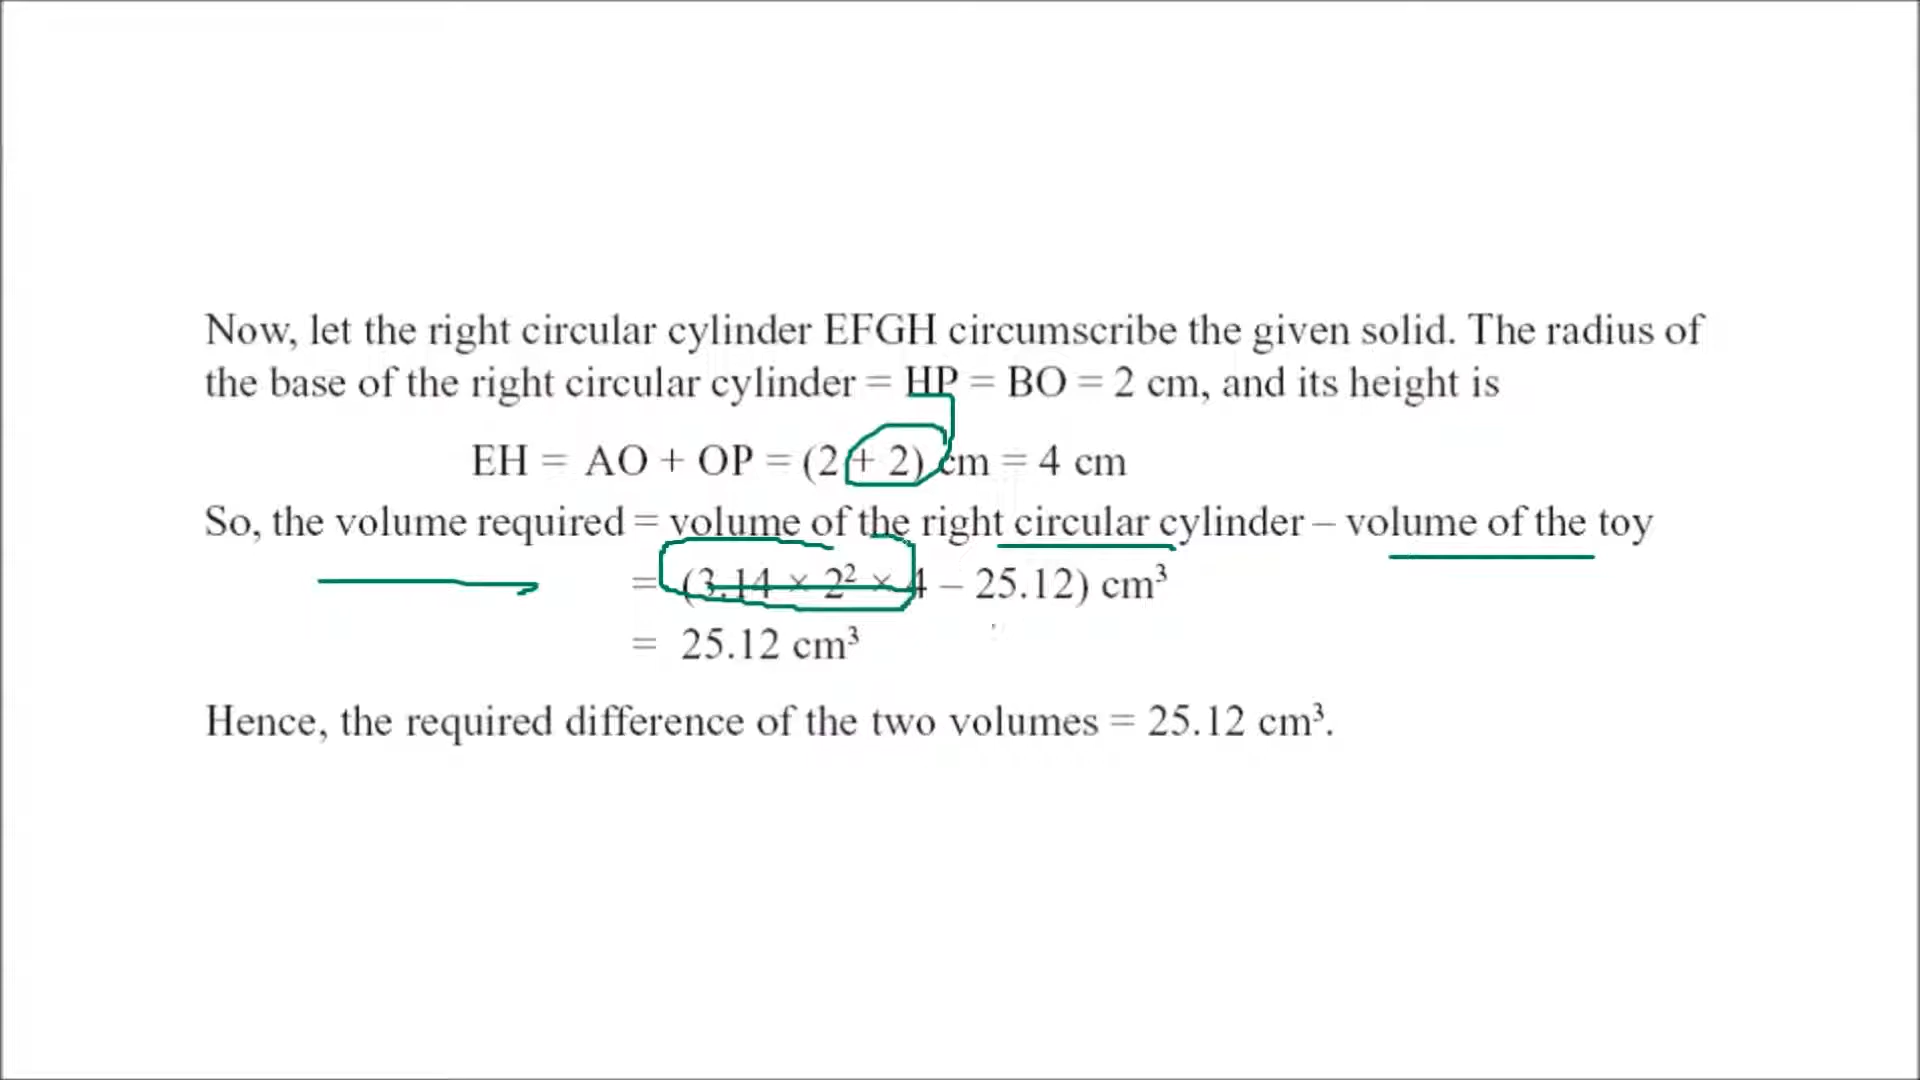 Now, let the right circular cylinder EFGH circumscribe the given solid. The radius of
the base of the right circular cylinder = HP = BO = 2 cm, and its height is
EH = AO + OP = (2 + 2) cm = 4 cm
So, the volume required = volume of the right circular cylinder – volume of the toy
= (3.14 × 2² × 4 – 25.12) cm³
= 25.12 cm³
Hence, the required difference of the two volumes = 25.12 cm³.